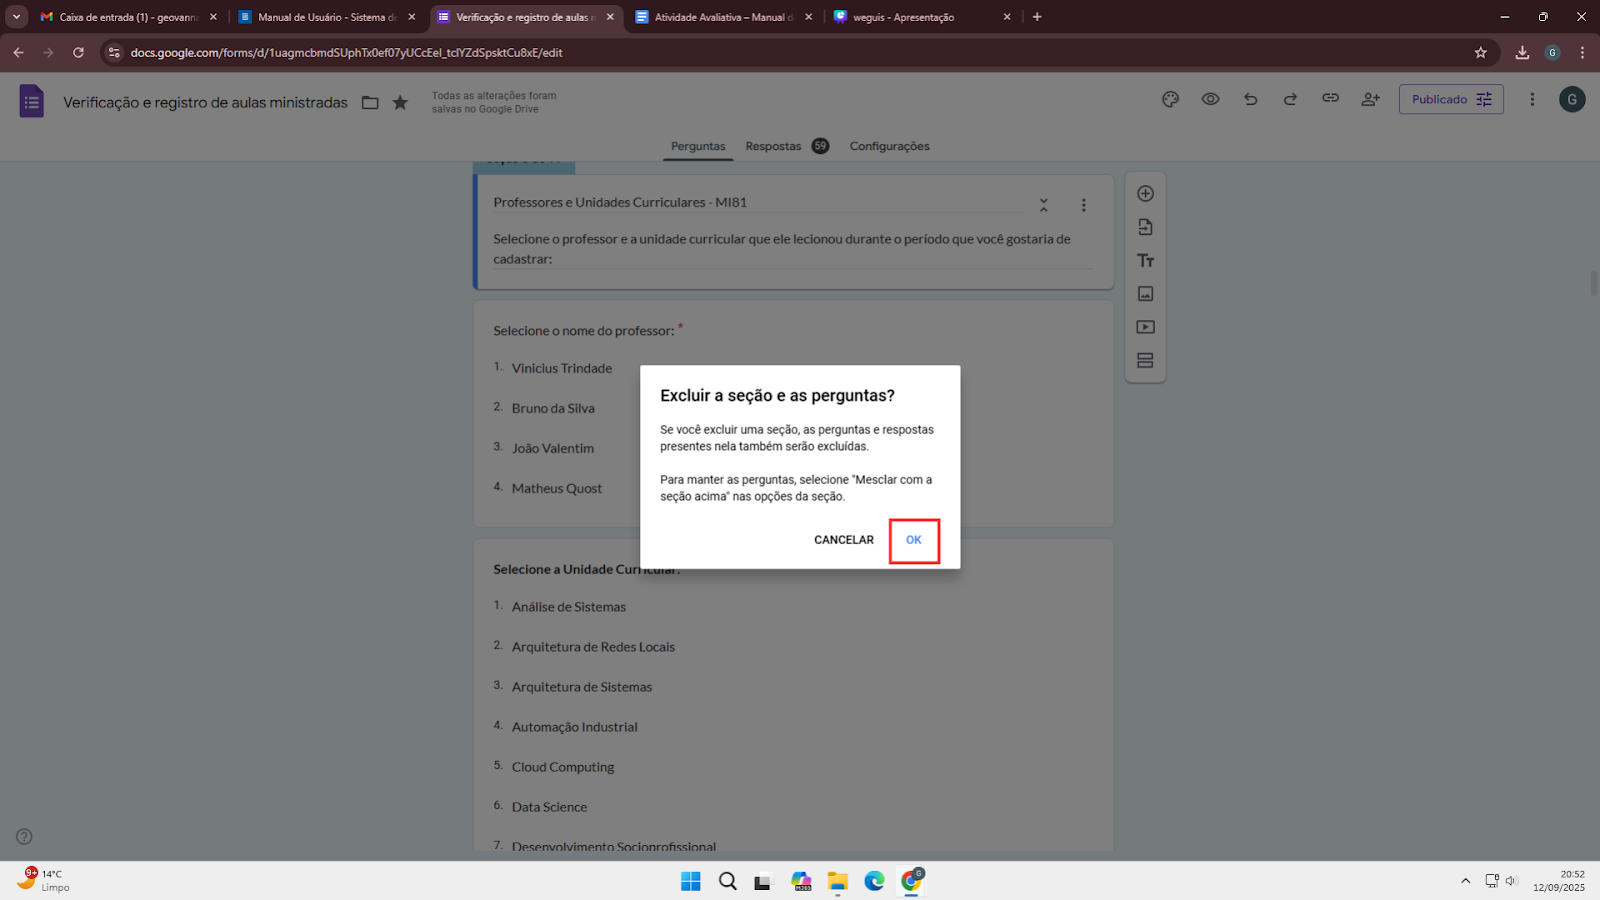 Caixa de entrada (1) - geovanna
Manual de Usuário - Sistema de
Verificação e registro de aulas m
Atividade Avaliativa – Manual d
weguis - Apresentação
docs.google.com/forms/d/1uagmcbmdSUphTx0ef07yUCcEeI_tclYZdSpsktCu8xE/edit
G
Verificação e registro de aulas ministradas
Todas as alterações foram
salvas no Google Drive
Publicado
G
Perguntas
Respostas
59
Configurações
Professores e Unidades Curriculares - MI81
Selecione o professor e a unidade curricular que ele lecionou durante o período que você gostaria de
cadastrar:
Selecione o nome do professor: *
1. Vinicius Trindade
2. Bruno da Silva
3. João Valentim
4. Matheus Quost
Excluir a seção e as perguntas?
Se você excluir uma seção, as perguntas e respostas
presentes nela também serão excluídas.
Para manter as perguntas, selecione "Mesclar com a
seção acima" nas opções da seção.
CANCELAR
OK
Selecione a Unidade Curricular:
1. Análise de Sistemas
2. Arquitetura de Redes Locais
3. Arquitetura de Sistemas
4. Automação Industrial
5. Cloud Computing
6. Data Science
7. Desenvolvimento Socioprofissional
9+
14°C
Limpo
M365
G
20:52
12/09/2025